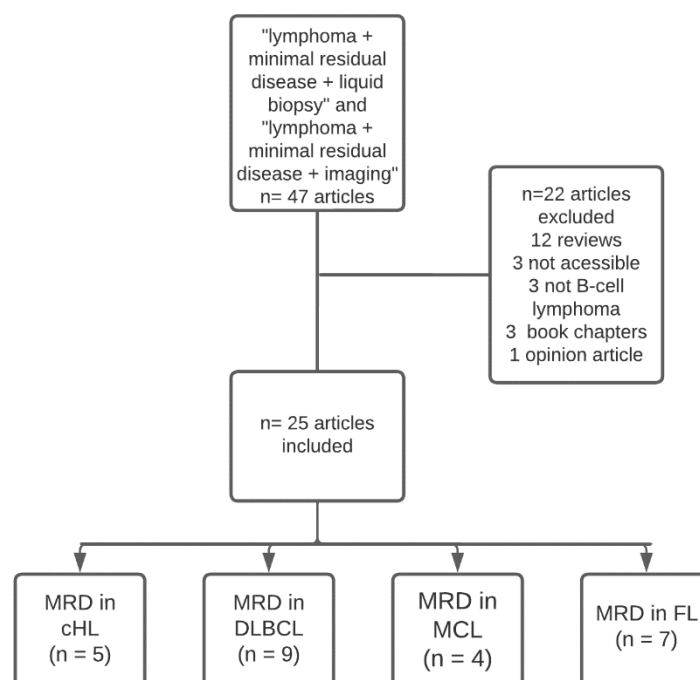 "lymphoma +
minimal residual
disease + liquid
biopsy" and
"lymphoma +
minimal residual
disease + imaging"
n= 47 articles
n=22 articles
excluded
12 reviews
3 not acessible
3 not B-cell
lymphoma
3 book chapters
1 opinion article
n= 25 articles
included
MRD in
cHL
(n = 5)
MRD in
DLBCL
(n = 9)
MRD in
MCL
(n = 4)
MRD in FL
(n = 7)